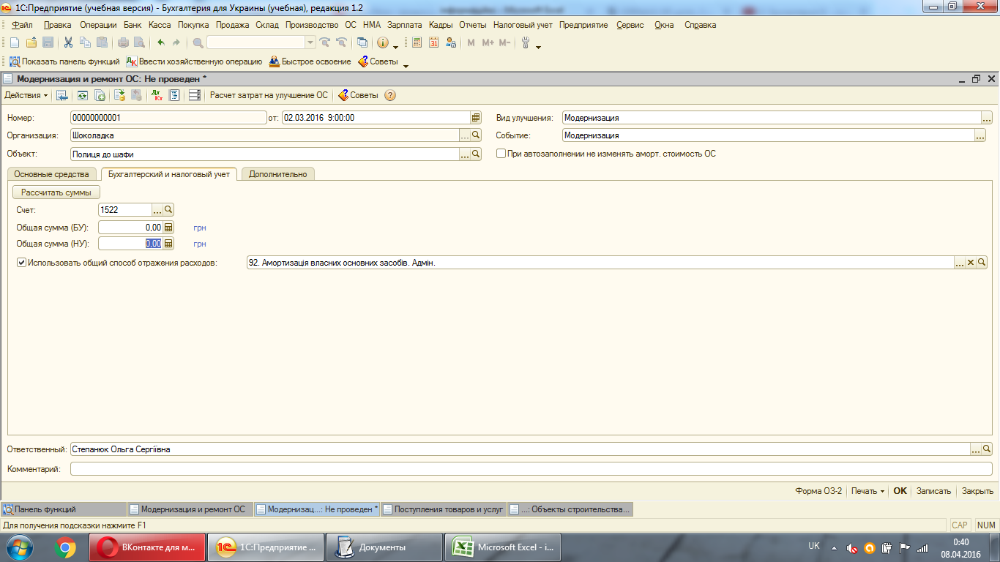 1С:Предприятие (учебная версия) - Бухгалтерия для Украины (учебная), редакция 1.2
Файл Правка Операции Банк Касса Покупка Продажа Склад Производство ОС НМА Зарплата Кадры Отчеты Налоговый учет Предприятие Сервис Окна Справка
M M+ M-
Показать панель функций Ввести хозяйственную операцию Быстрое освоение Советы
Модернизация и ремонт ОС: Не проведен *
Действия Расчет затрат на улучшение ОС Советы
Номер: 00000000001 от: 02.03.2016 9:00:00 Вид улучшения: Модернизация
Организация: Шоколадка Событие: Модернизация
Объект: Полиця до шафи При автозаполнении не изменять аморт. стоимость ОС
Основные средства Бухгалтерский и налоговый учет Дополнительно
Рассчитать суммы
Счет: 1522
Общая сумма (БУ): 0,00 грн
Общая сумма (НУ): 0,00 грн
Использовать общий способ отражения расходов: 92. Амортизація власних основних засобів. Адмін.
Ответственный: Степанюк Ольга Сергіївна
Комментарий:
Форма ОЗ-2 Печать OK Записать Закрыть
Панель функций Модернизация и ремонт ОС Модернизац...: Не проведен * Поступления товаров и услуг ...: Объекты строительства...
Для получения подсказки нажмите F1 CAP NUM
ВКонтакте для м... 1С:Предприятие ... Документы Microsoft Excel - і... UK 0:40
08.04.2016